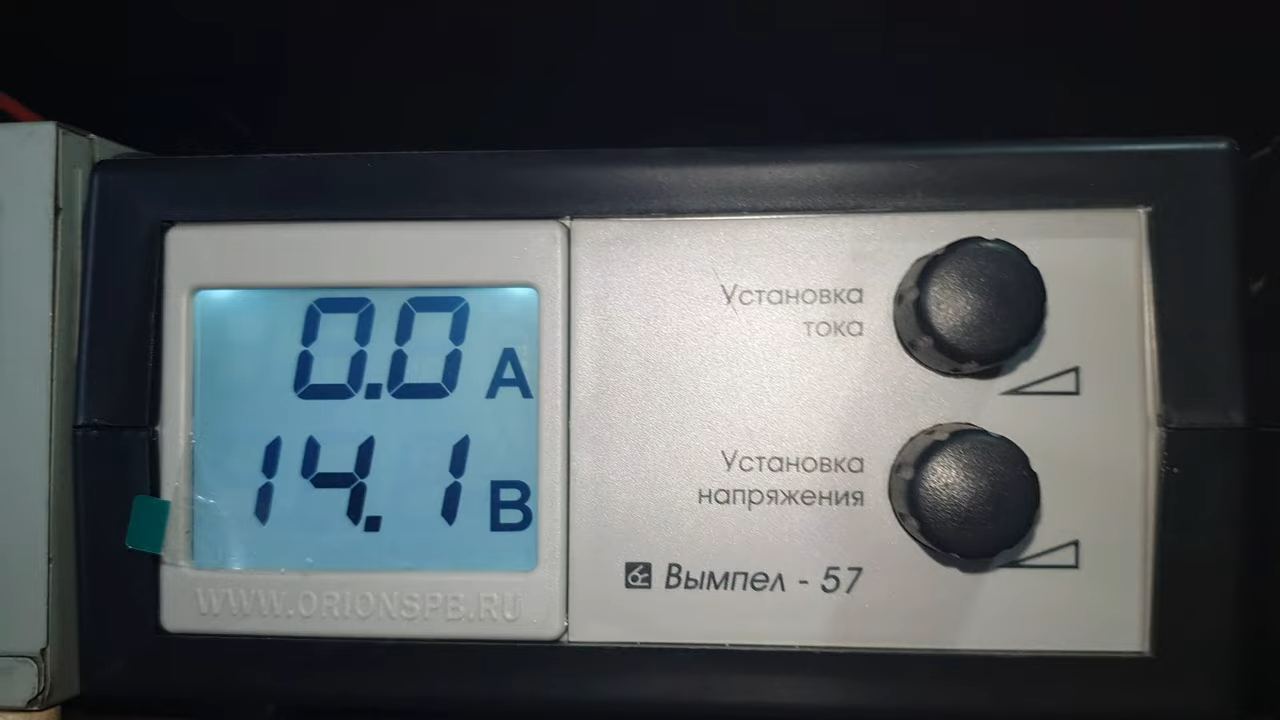 0.0 А
14.1 В
WWW.ORIONSPB.RU
Установка
тока
Установка
напряжения
Вымпел - 57